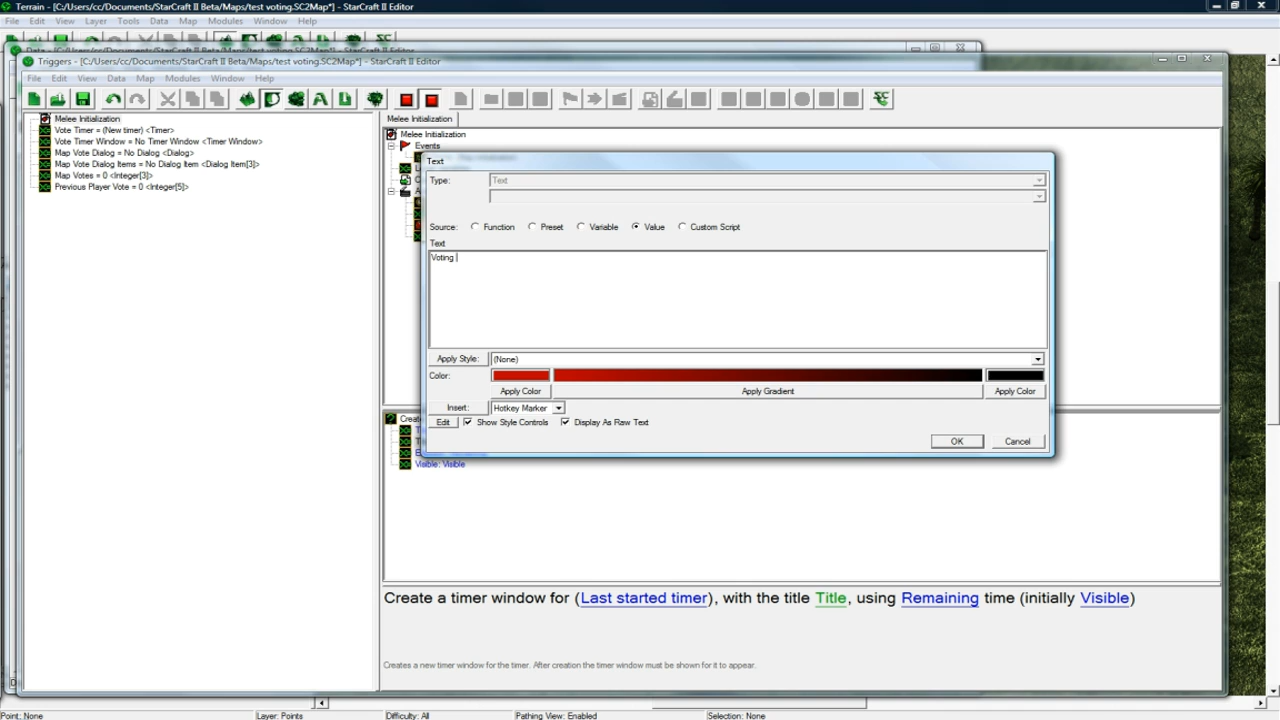 Terrain - [C:/Users/cc/Documents/StarCraft II Beta/Maps/test voting.SC2Map*] - StarCraft II Editor
File Edit View Layer Tools Data Map Modules Window Help
Triggers - [C:/Users/cc/Documents/StarCraft II Beta/Maps/test voting.SC2Map*] - StarCraft II Editor
File Edit View Data Map Modules Window Help
Melee Initialization
Vote Timer = (New timer) <Timer>
Vote Timer Window = No Timer Window <Timer Window>
Map Vote Dialog = No Dialog <Dialog>
Map Vote Dialog Items = No Dialog Item <Dialog Item[3]>
Map Votes = 0 <Integer[3]>
Previous Player Vote = 0 <Integer[5]>
Melee Initialization
Melee Initialization
Events
Text
Type: Text
Source: Function Preset Variable Value Custom Script
Text
Voting
Apply Style: (None)
Color:
Apply Color Apply Gradient Apply Color
Insert: Hotkey Marker
Edit Show Style Controls Display As Raw Text
OK Cancel
Visible: Visible
Create a timer window for (Last started timer), with the title Title, using Remaining time (initially Visible)
Creates a new timer window for the timer. After creation the timer window must be shown for it to appear.
Point: None Layer: Points Difficulty: All Pathing View: Enabled Selection: None